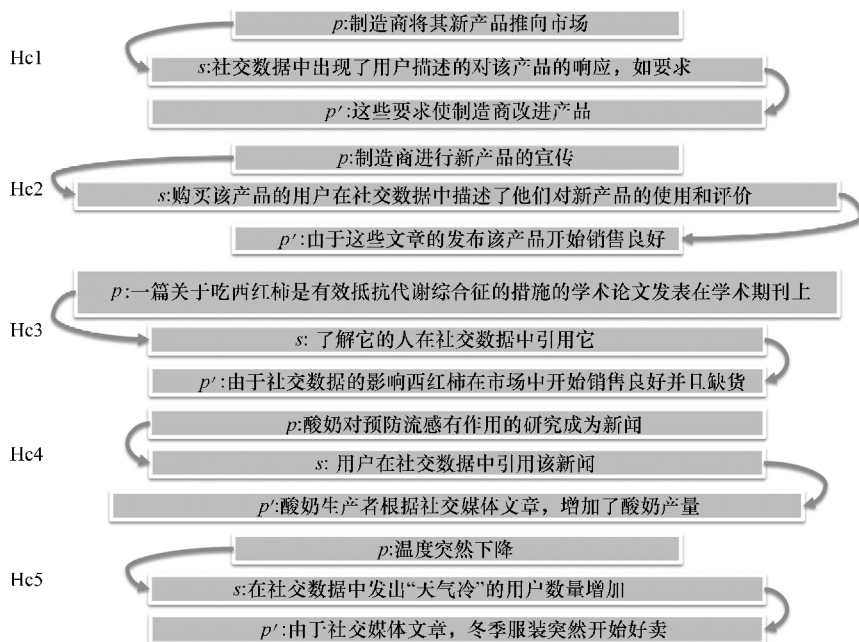 p:制造商将其新产品推向市场
Hc1
s:社交数据中出现了用户描述的对该产品的响应，如要求
p′:这些要求使制造商改进产品
p:制造商进行新产品的宣传
Hc2
s:购买该产品的用户在社交数据中描述了他们对新产品的使用和评价
p′:由于这些文章的发布该产品开始销售良好
p:一篇关于吃西红柿是有效抵抗代谢综合征的措施的学术论文发表在学术期刊上
Hc3
s: 了解它的人在社交数据中引用它
p′:由于社交数据的影响西红柿在市场中开始销售良好并且缺货
p:酸奶对预防流感有作用的研究成为新闻
Hc4
s: 用户在社交数据中引用该新闻
p′:酸奶生产者根据社交媒体文章，增加了酸奶产量
p:温度突然下降
Hc5
s:在社交数据中发出“天气冷”的用户数量增加
p′:由于社交媒体文章，冬季服装突然开始好卖